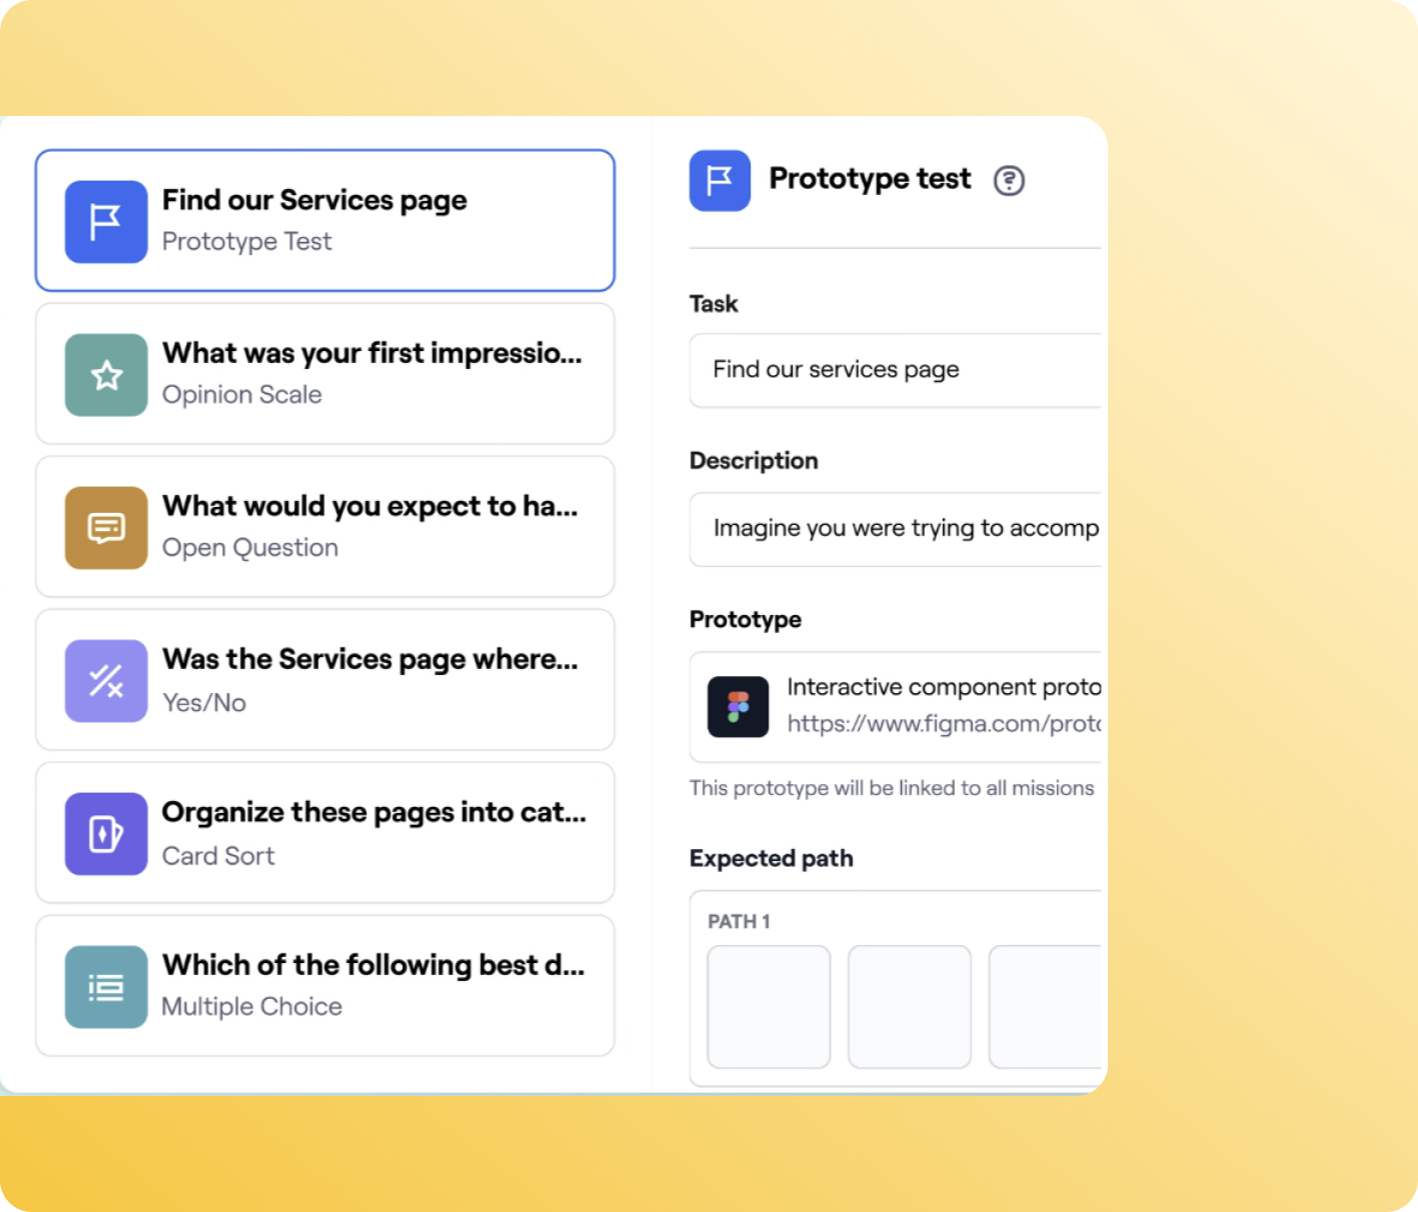 Find our Services page
Prototype Test
What was your first impressio...
Opinion Scale
What would you expect to ha...
Open Question
Was the Services page where...
Yes/No
Organize these pages into cat...
Card Sort
Which of the following best d...
Multiple Choice
Prototype test ?
Task
Find our services page
Description
Imagine you were trying to accomp
Prototype
Interactive component proto
https://www.figma.com/proto
This prototype will be linked to all missions
Expected path
PATH 1